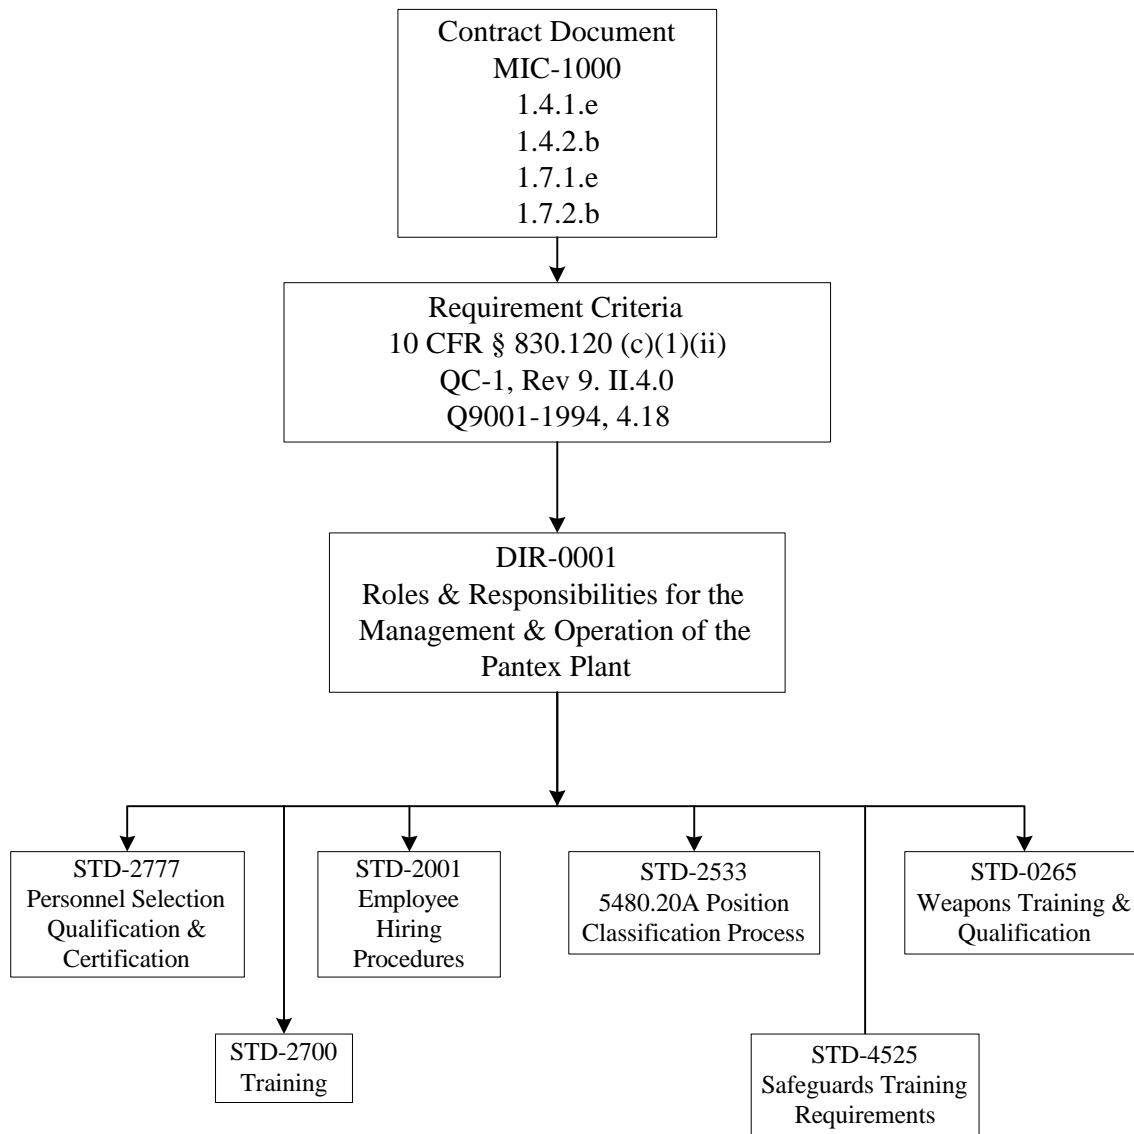 Contract Document
MIC-1000
1.4.1.e
1.4.2.b
1.7.1.e
1.7.2.b
Requirement Criteria
10 CFR § 830.120 (c)(1)(ii)
QC-1, Rev 9. II.4.0
Q9001-1994, 4.18
DIR-0001
Roles & Responsibilities for the
Management & Operation of the
Pantex Plant
STD-2777
Personnel Selection
Qualification &
Certification
STD-2001
Employee
Hiring
Procedures
STD-2533
5480.20A Position
Classification Process
STD-0265
Weapons Training &
Qualification
STD-2700
Training
STD-4525
Safeguards Training
Requirements